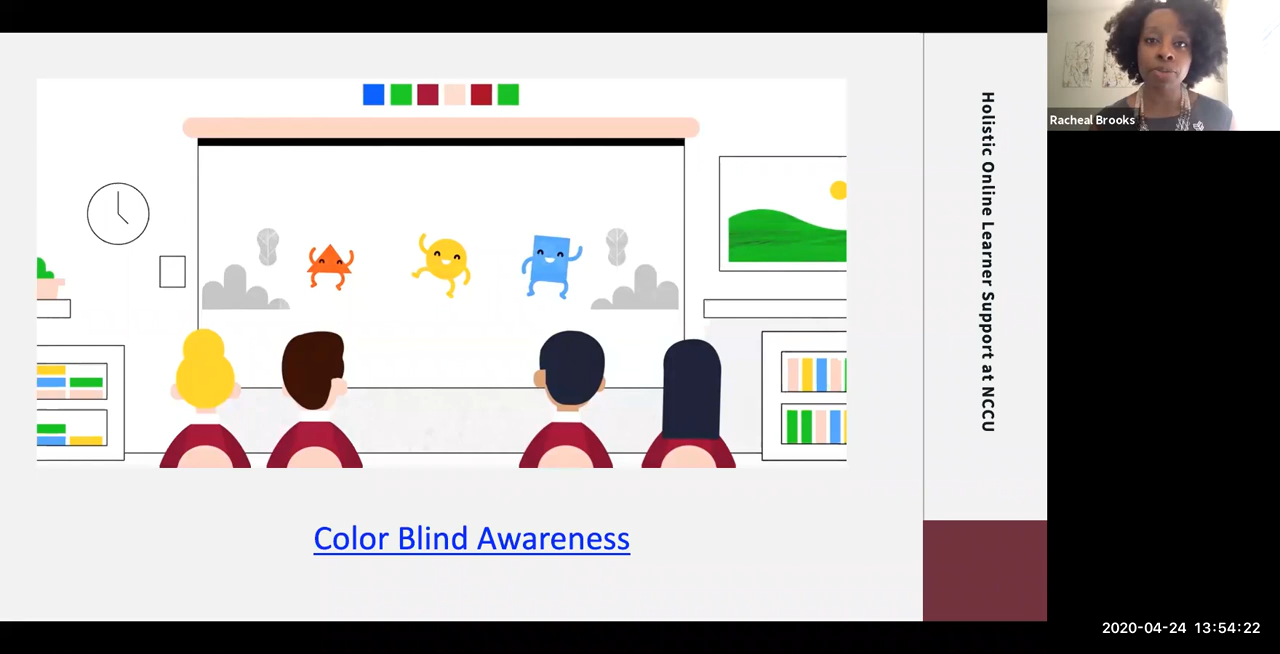 Racheal Brooks
Holistic Online Learner Support at NCCU
Color Blind Awareness
2020-04-24 13:54:22